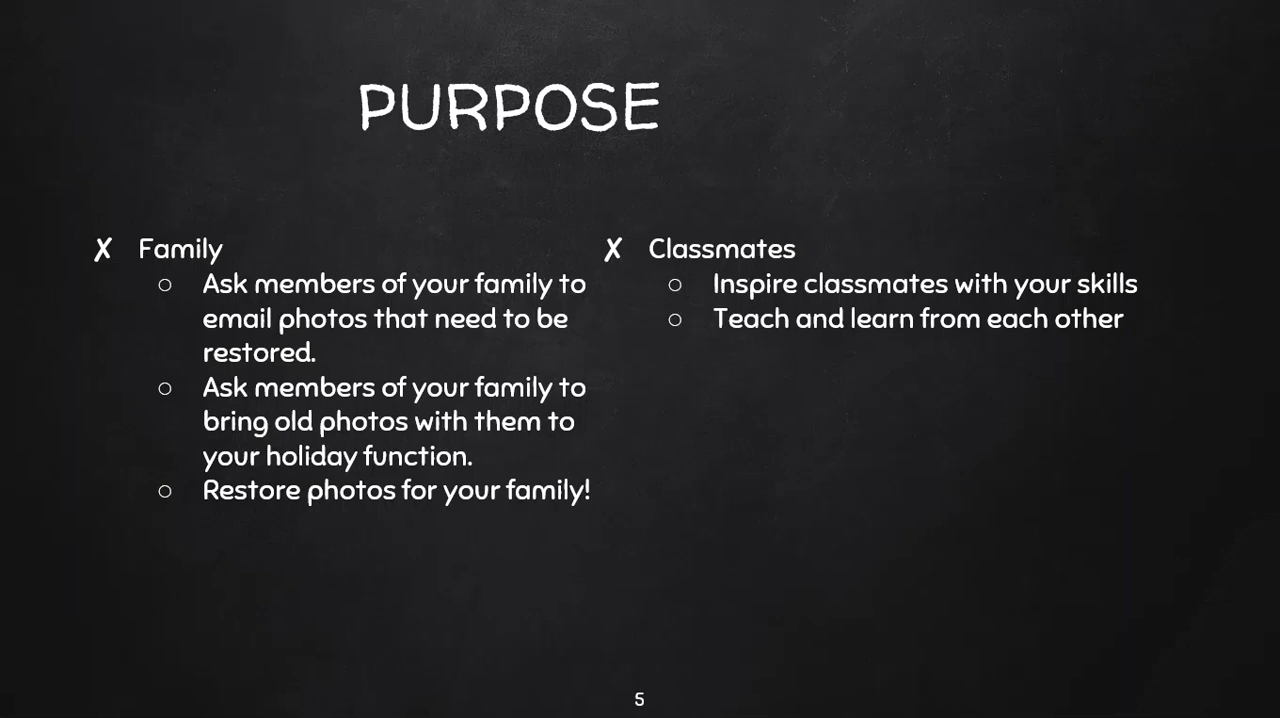 PURPOSE
✗ Family
○ Ask members of your family to
email photos that need to be
restored.
○ Ask members of your family to
bring old photos with them to
your holiday function.
○ Restore photos for your family!
✗ Classmates
○ Inspire classmates with your skills
○ Teach and learn from each other
5